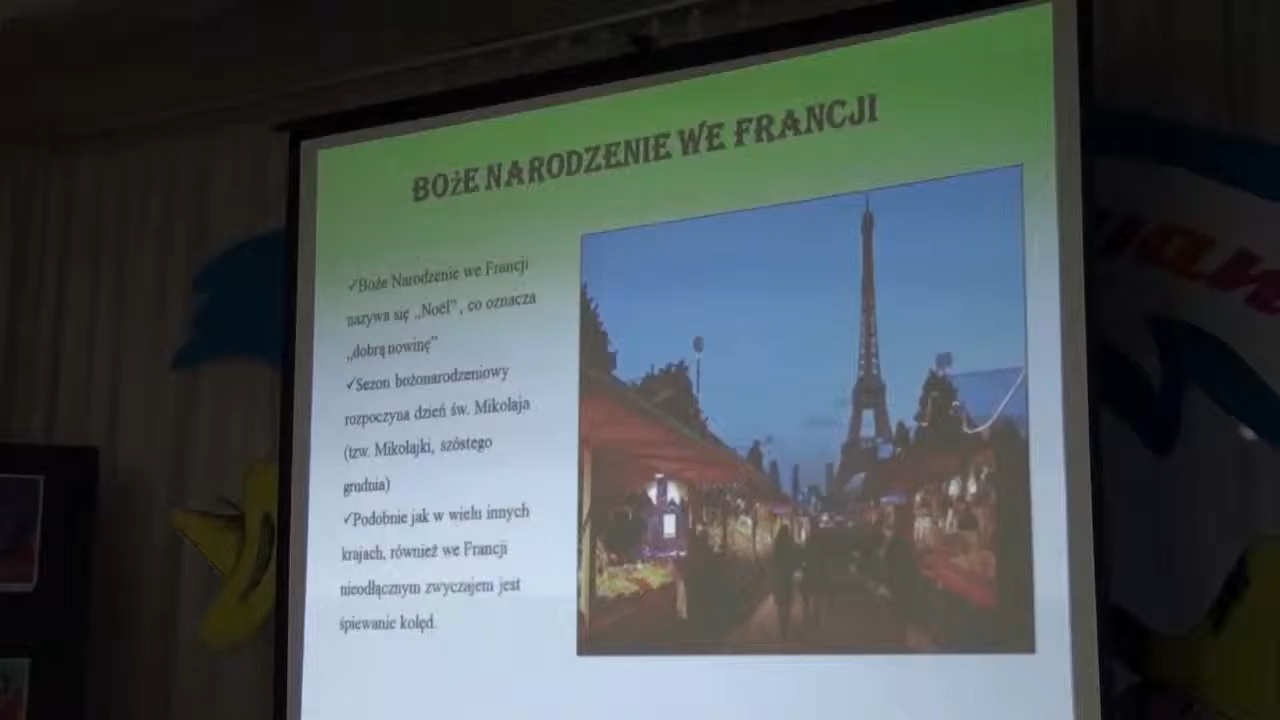 BOŻE NARODZENIE WE FRANCJI
✓Boże Narodzenie we Francji
nazywa się „Noël” , co oznacza
„dobrą nowinę”
✓Sezon bożonarodzeniowy
rozpoczyna dzień św. Mikołaja
(tzw. Mikołajki, szóstego
grudnia)
✓Podobnie jak w wielu innych
krajach, również we Francji
nieodłącznym zwyczajem jest
śpiewanie kolęd.